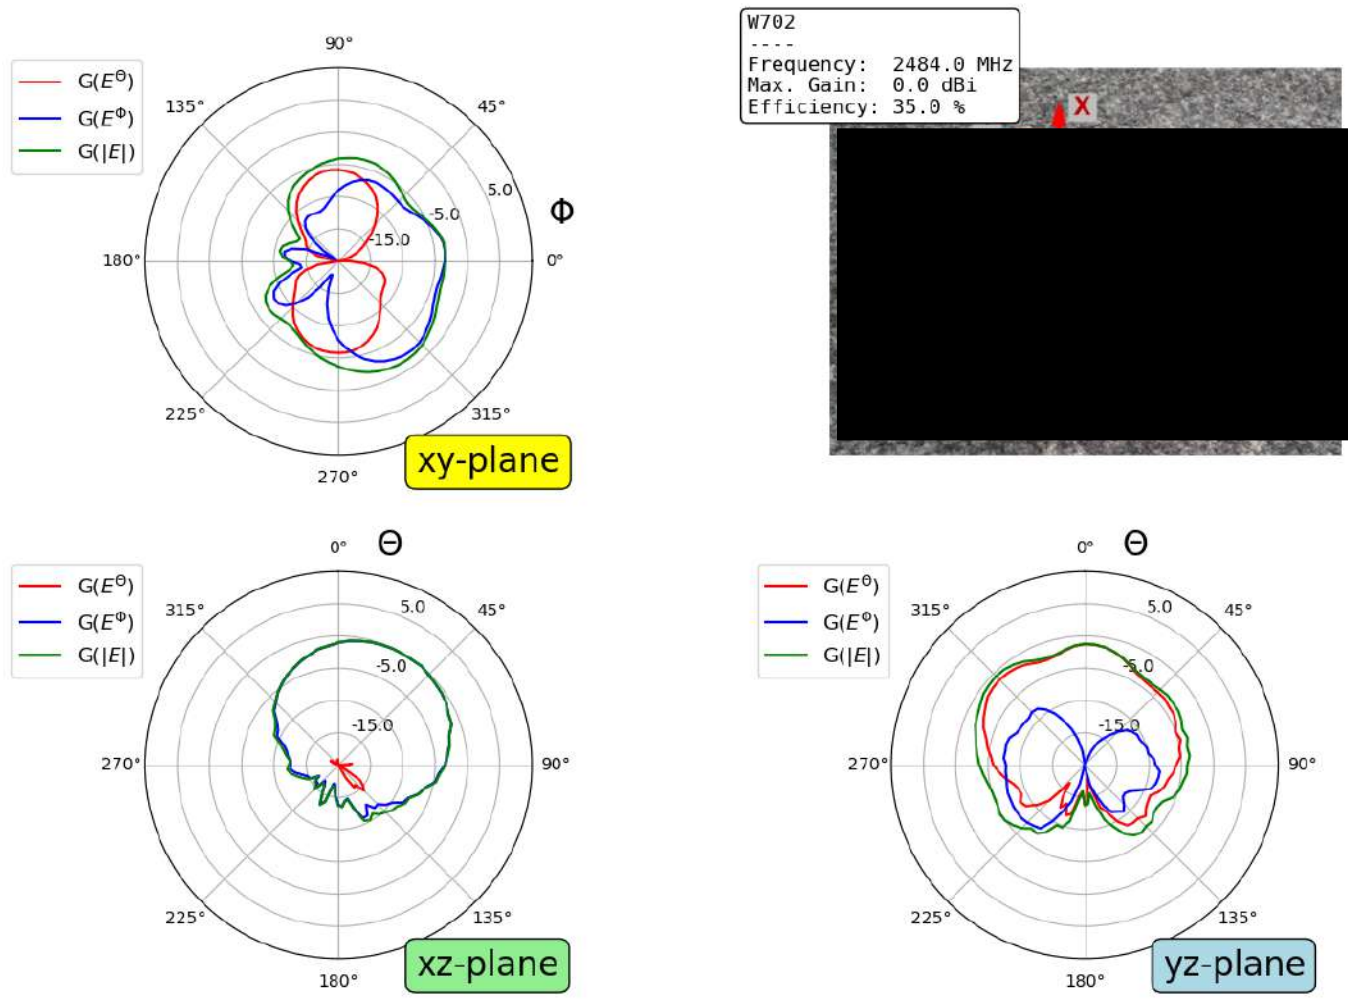 90°
G(E^Θ)
G(E^Φ)
G(|E|)
135°
45°
5.0
-5.0
-15.0
Φ
180°
0°
225°
315°
270°
xy-plane
W702
----
Frequency: 2484.0 MHz
Max. Gain: 0.0 dBi
Efficiency: 35.0 %
X
0°
Θ
G(E^Θ)
G(E^Φ)
G(|E|)
315°
45°
5.0
-5.0
-15.0
270°
90°
225°
135°
180°
xz-plane
0°
Θ
G(E^Θ)
G(E^Φ)
G(|E|)
315°
45°
5.0
-5.0
-15.0
270°
90°
225°
135°
180°
yz-plane